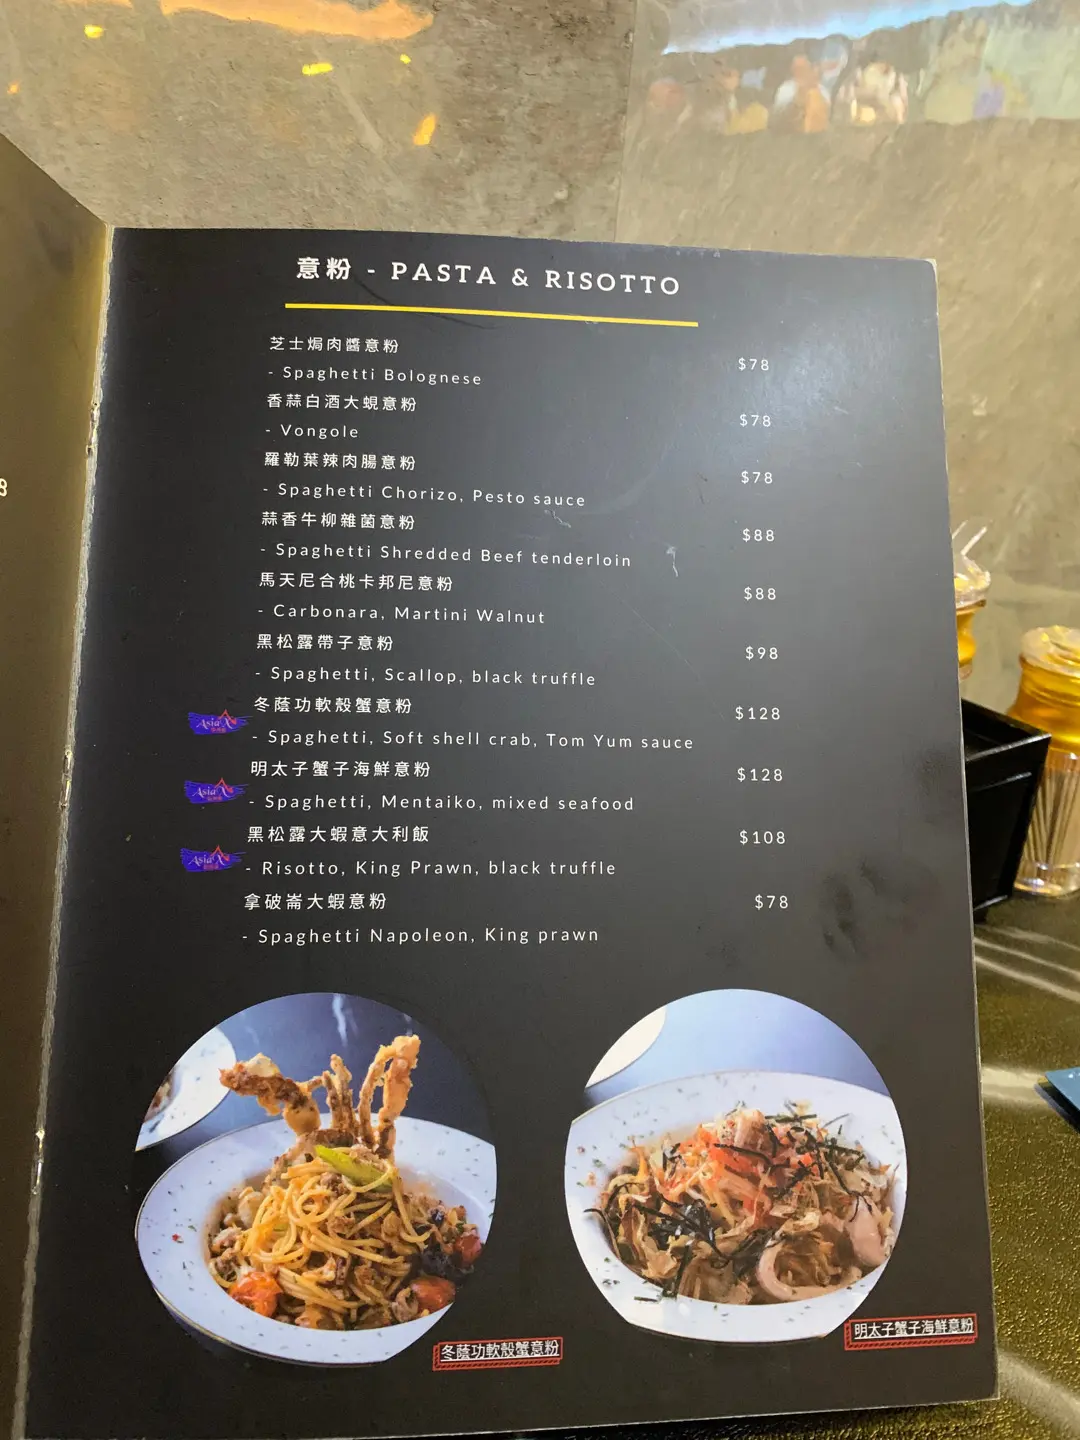 意粉 - PASTA & RISOTTO
芝士焗肉醬意粉
- Spaghetti Bolognese $78
香蒜白酒大蜆意粉
- Vongole $78
羅勒葉辣肉腸意粉
- Spaghetti Chorizo, Pesto sauce $78
蒜香牛柳雜菌意粉
- Spaghetti Shredded Beef tenderloin $88
馬天尼合桃卡邦尼意粉
- Carbonara, Martini Walnut $88
黑松露帶子意粉
- Spaghetti, Scallop, black truffle $98
Asia 冬蔭功軟殼蟹意粉 $128
- Spaghetti, Soft shell crab, Tom Yum sauce
Asia 明太子蟹子海鮮意粉 $128
- Spaghetti, Mentaiko, mixed seafood
Asia 黑松露大蝦意大利飯 $108
- Risotto, King Prawn, black truffle
拿破崙大蝦意粉 $78
- Spaghetti Napoleon, King prawn
冬蔭功軟殼蟹意粉
明太子蟹子海鮮意粉